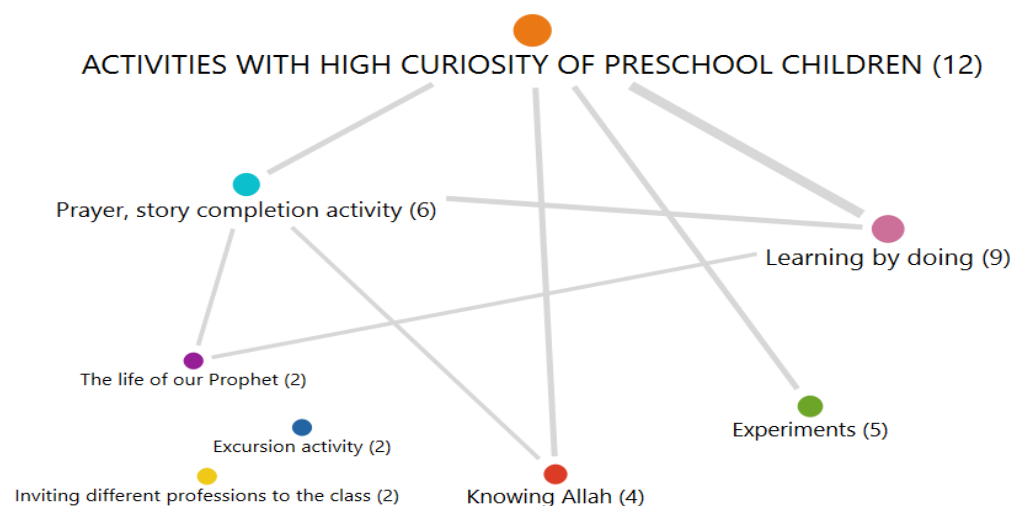 ACTIVITIES WITH HIGH CURIOSITY OF PRESCHOOL CHILDREN (12)
Prayer, story completion activity (6)
Learning by doing (9)
The life of our Prophet (2)
Excursion activity (2)
Experiments (5)
Inviting different professions to the class (2)
Knowing Allah (4)